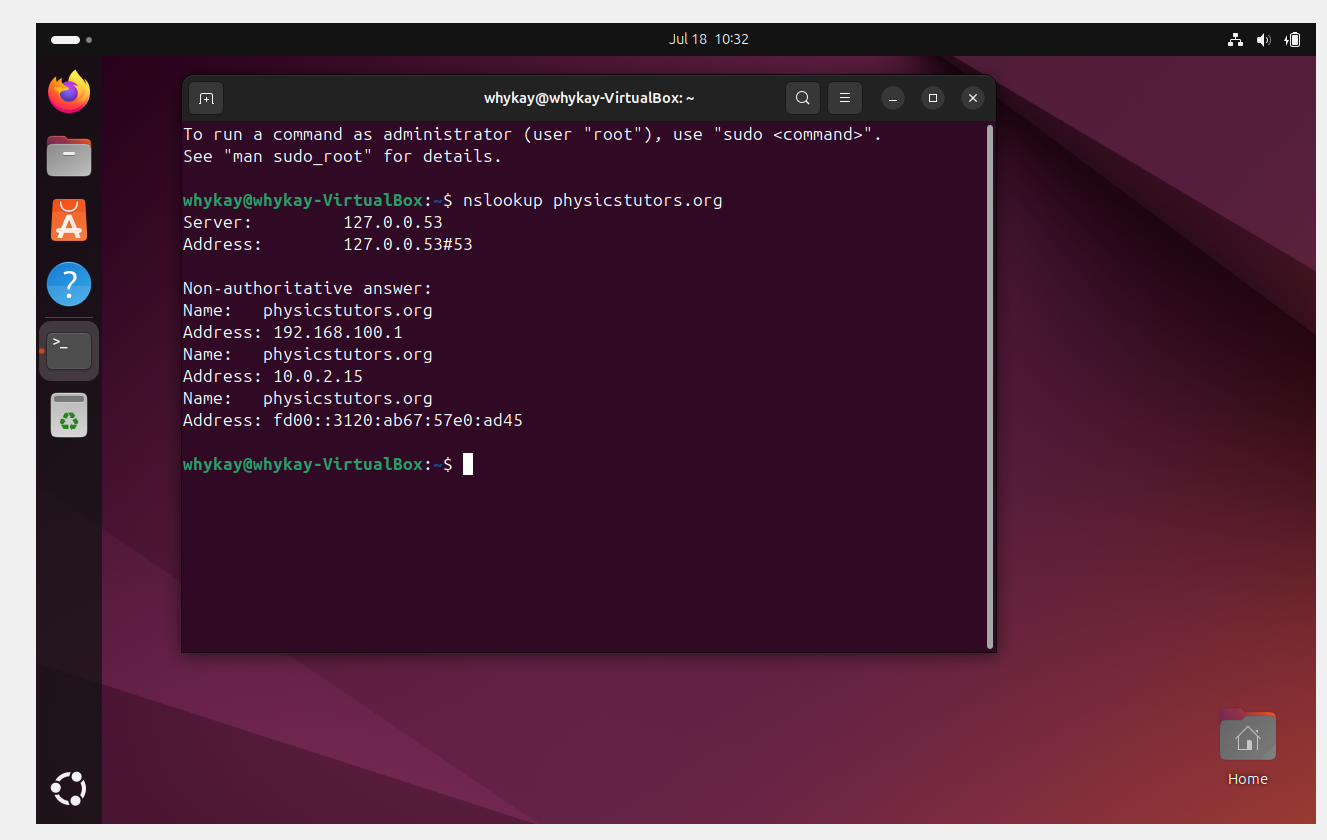 Jul 18 10:32
whykay@whykay-VirtualBox: ~
To run a command as administrator (user "root"), use "sudo <command>".
See "man sudo_root" for details.
whykay@whykay-VirtualBox:~$ nslookup physicstutors.org
Server: 127.0.0.53
Address: 127.0.0.53#53
Non-authoritative answer:
Name: physicstutors.org
Address: 192.168.100.1
Name: physicstutors.org
Address: 10.0.2.15
Name: physicstutors.org
Address: fd00::3120:ab67:57e0:ad45
whykay@whykay-VirtualBox:~$
Home